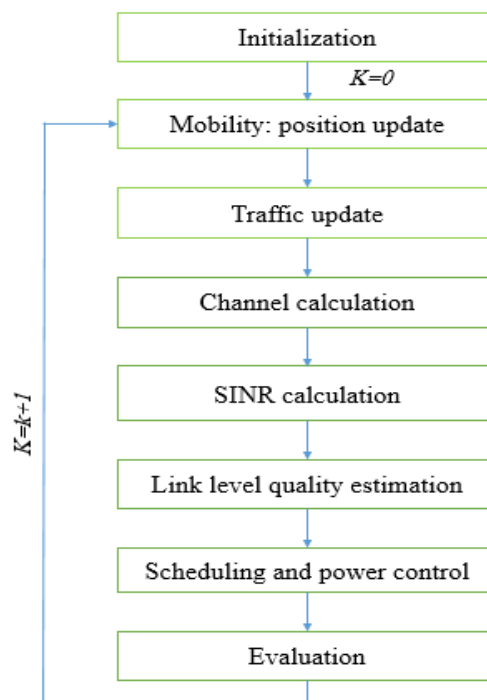 Initialization
K=0
Mobility: position update
Traffic update
Channel calculation
SINR calculation
K=k+1
Link level quality estimation
Scheduling and power control
Evaluation